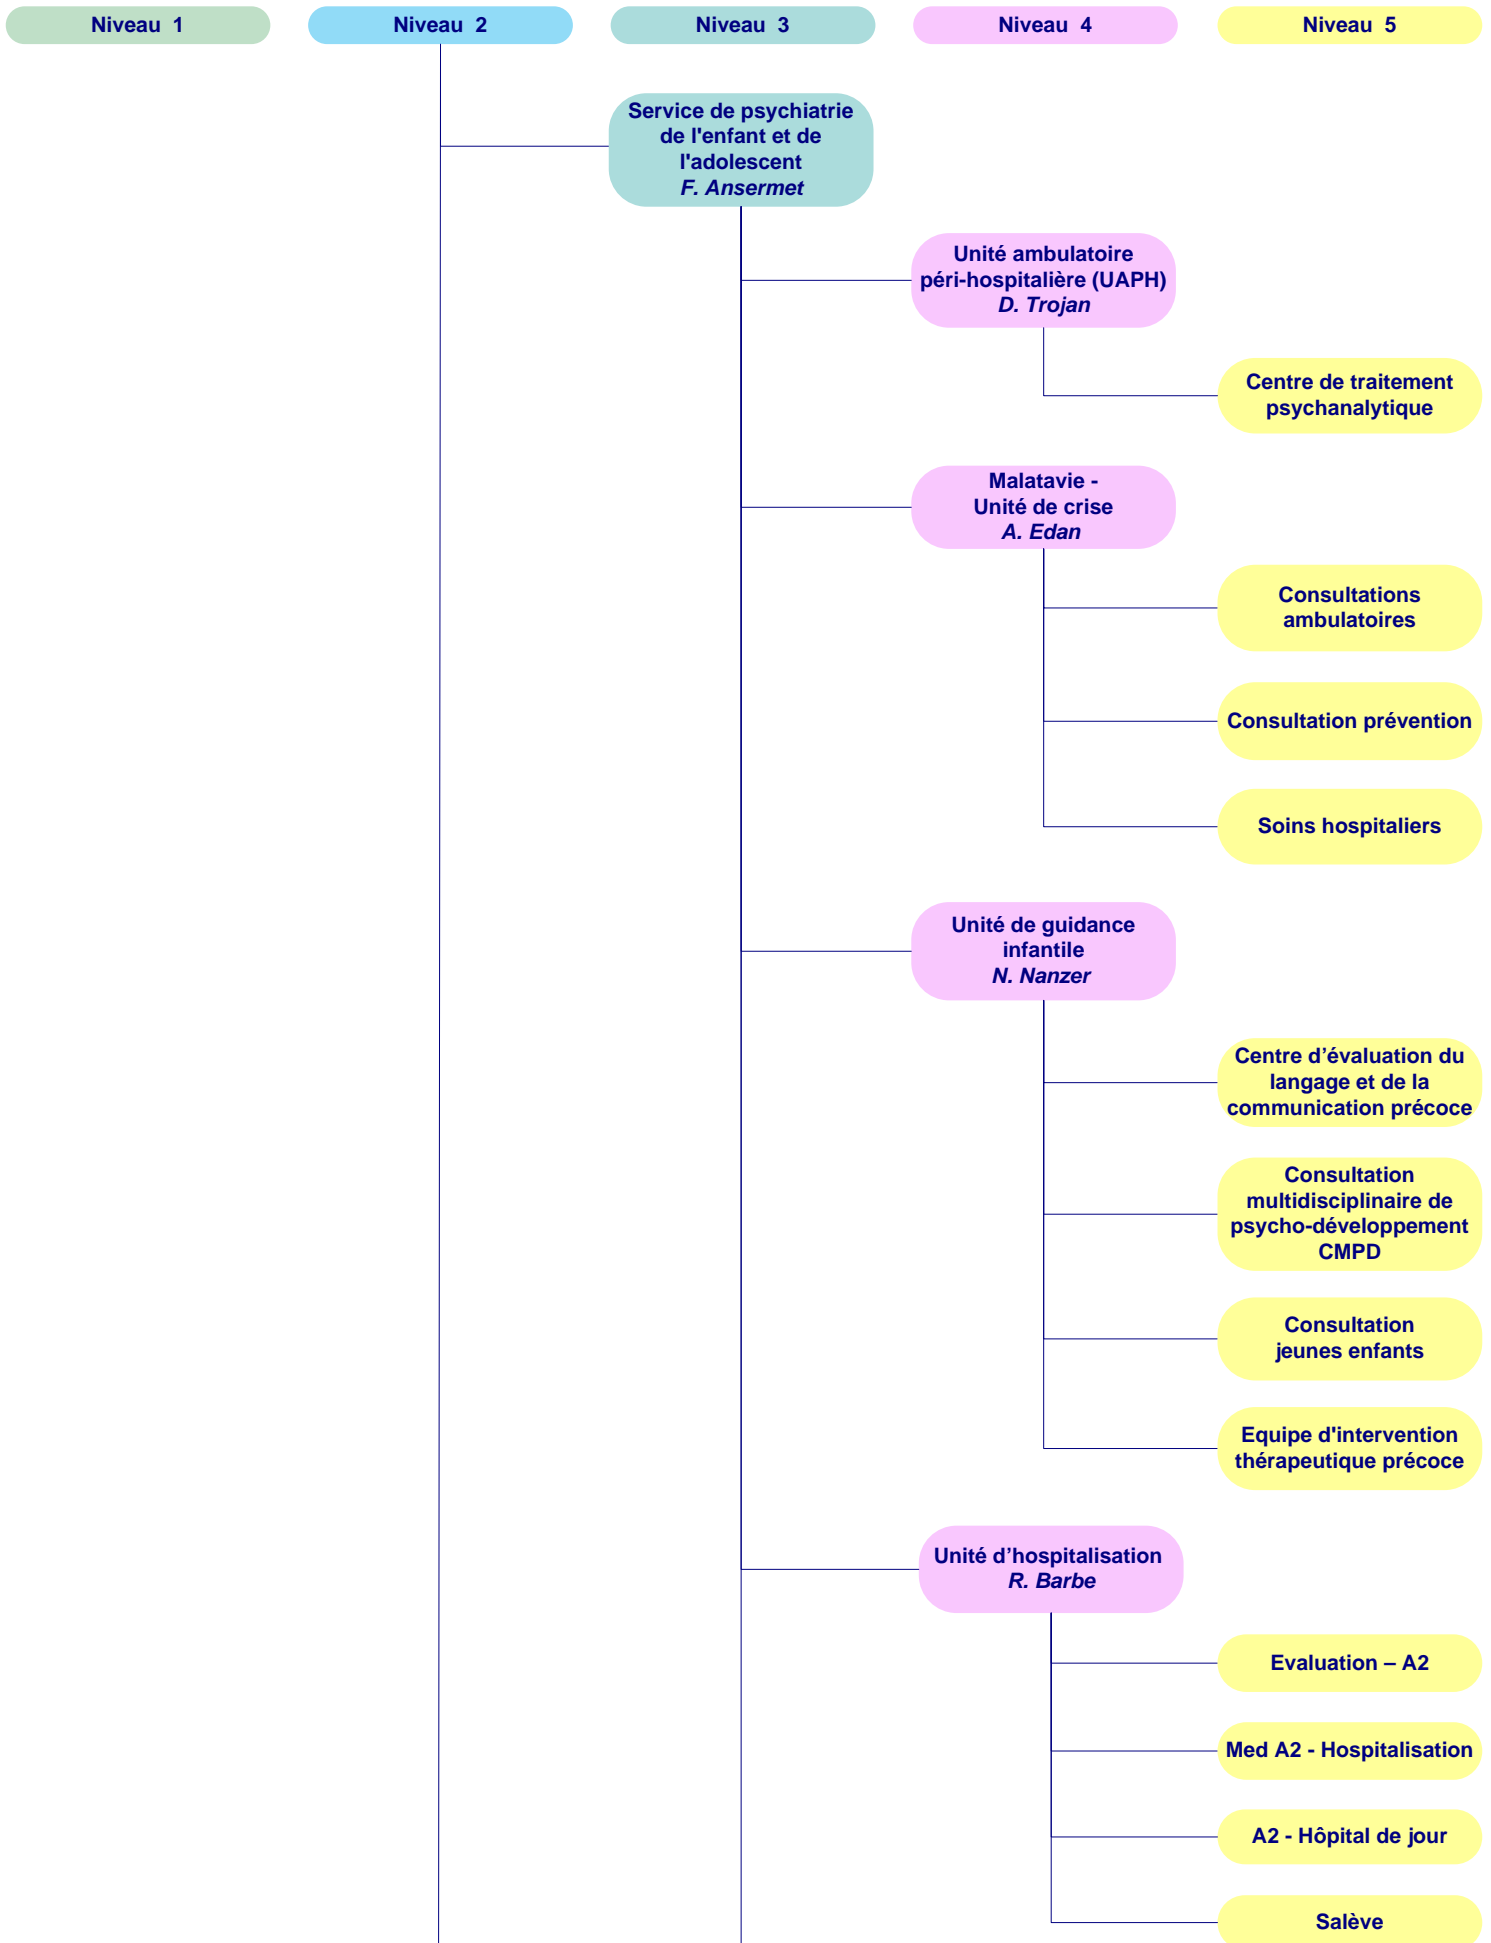 Niveau 1
Niveau 2
Niveau 3
Niveau 4
Niveau 5
Service de psychiatrie
de l'enfant et de
l'adolescent
F. Ansermet
Unité ambulatoire
péri-hospitalière (UAPH)
D. Trojan
Centre de traitement
psychanalytique
Malatavie -
Unité de crise
A. Edan
Consultations
ambulatoires
Consultation prévention
Soins hospitaliers
Unité de guidance
infantile
N. Nanzer
Centre d’évaluation du
langage et de la
communication précoce
Consultation
multidisciplinaire de
psycho-développement
CMPD
Consultation
jeunes enfants
Equipe d'intervention
thérapeutique précoce
Unité d’hospitalisation
R. Barbe
Evaluation – A2
Med A2 - Hospitalisation
A2 - Hôpital de jour
Salève